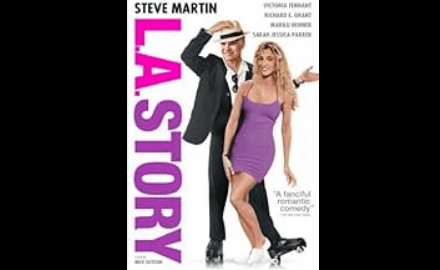 STEVE MARTIN
VICTORIA TENNANT
RICHARD E. GRANT
MARILU HENNER
SARAH JESSICA PARKER
L.A. STORY
"A fanciful
romantic
comedy"